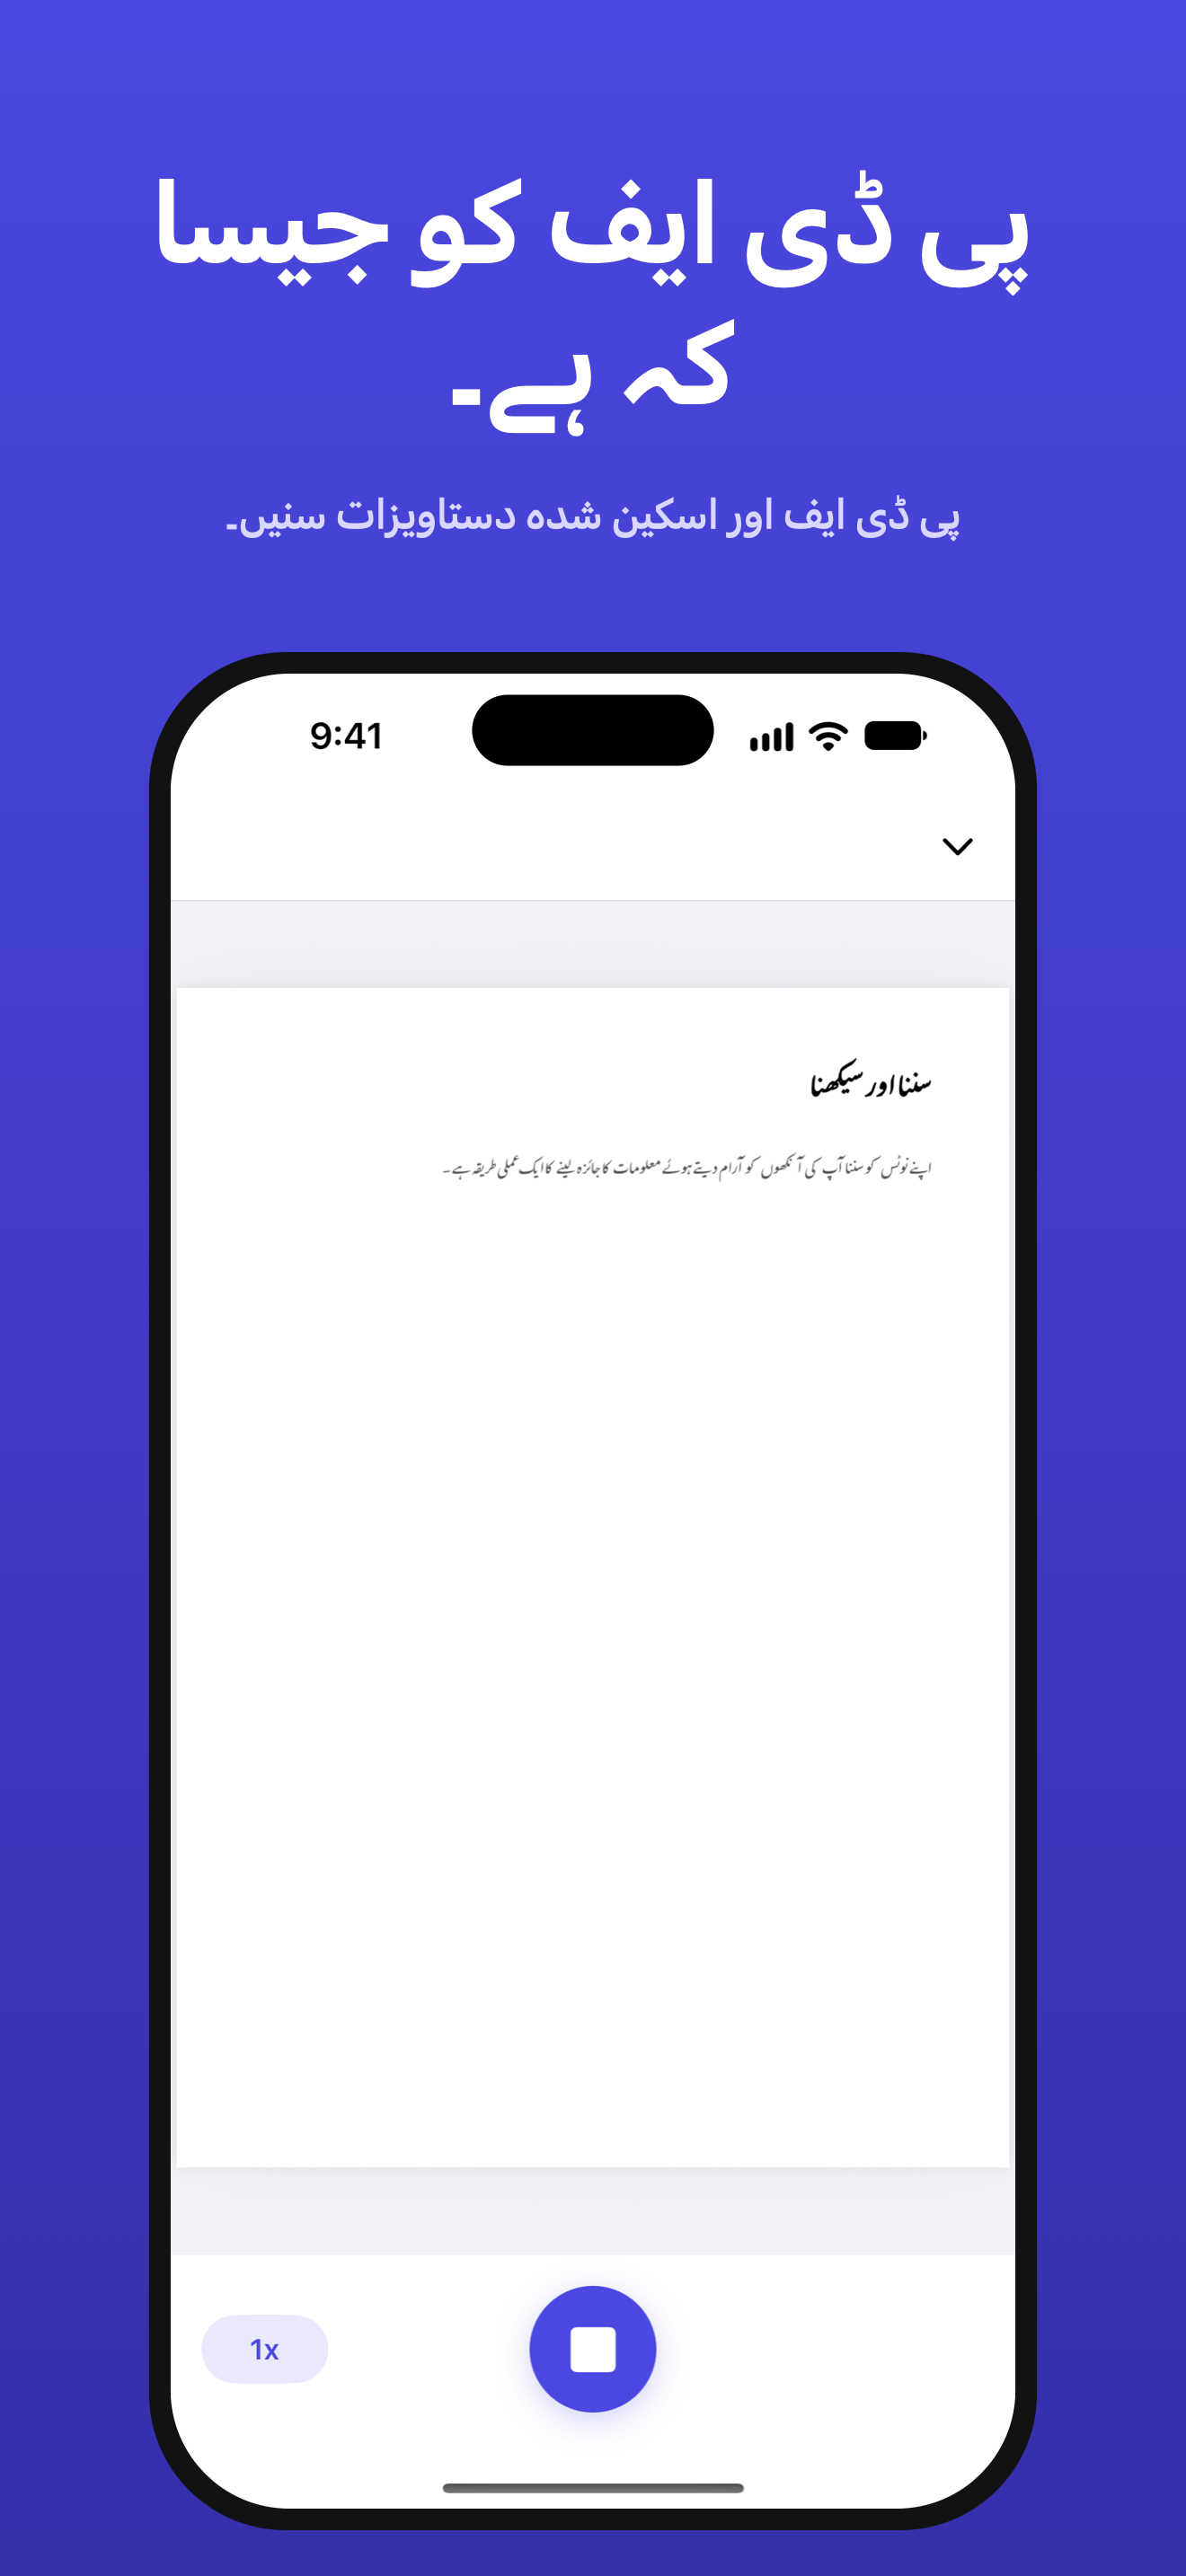 پی ڈی ایف کو جیسا
کہ ہے۔
پی ڈی ایف اور اسکین شدہ دستاویزات سنیں۔
9:41
سننا اور سیکھنا
اپنے نوٹس کو سننا آپ کی آنکھوں کو آرام دیتے ہوئے معلومات کا جائزہ لینے کا ایک عملی طریقہ ہے۔
1x